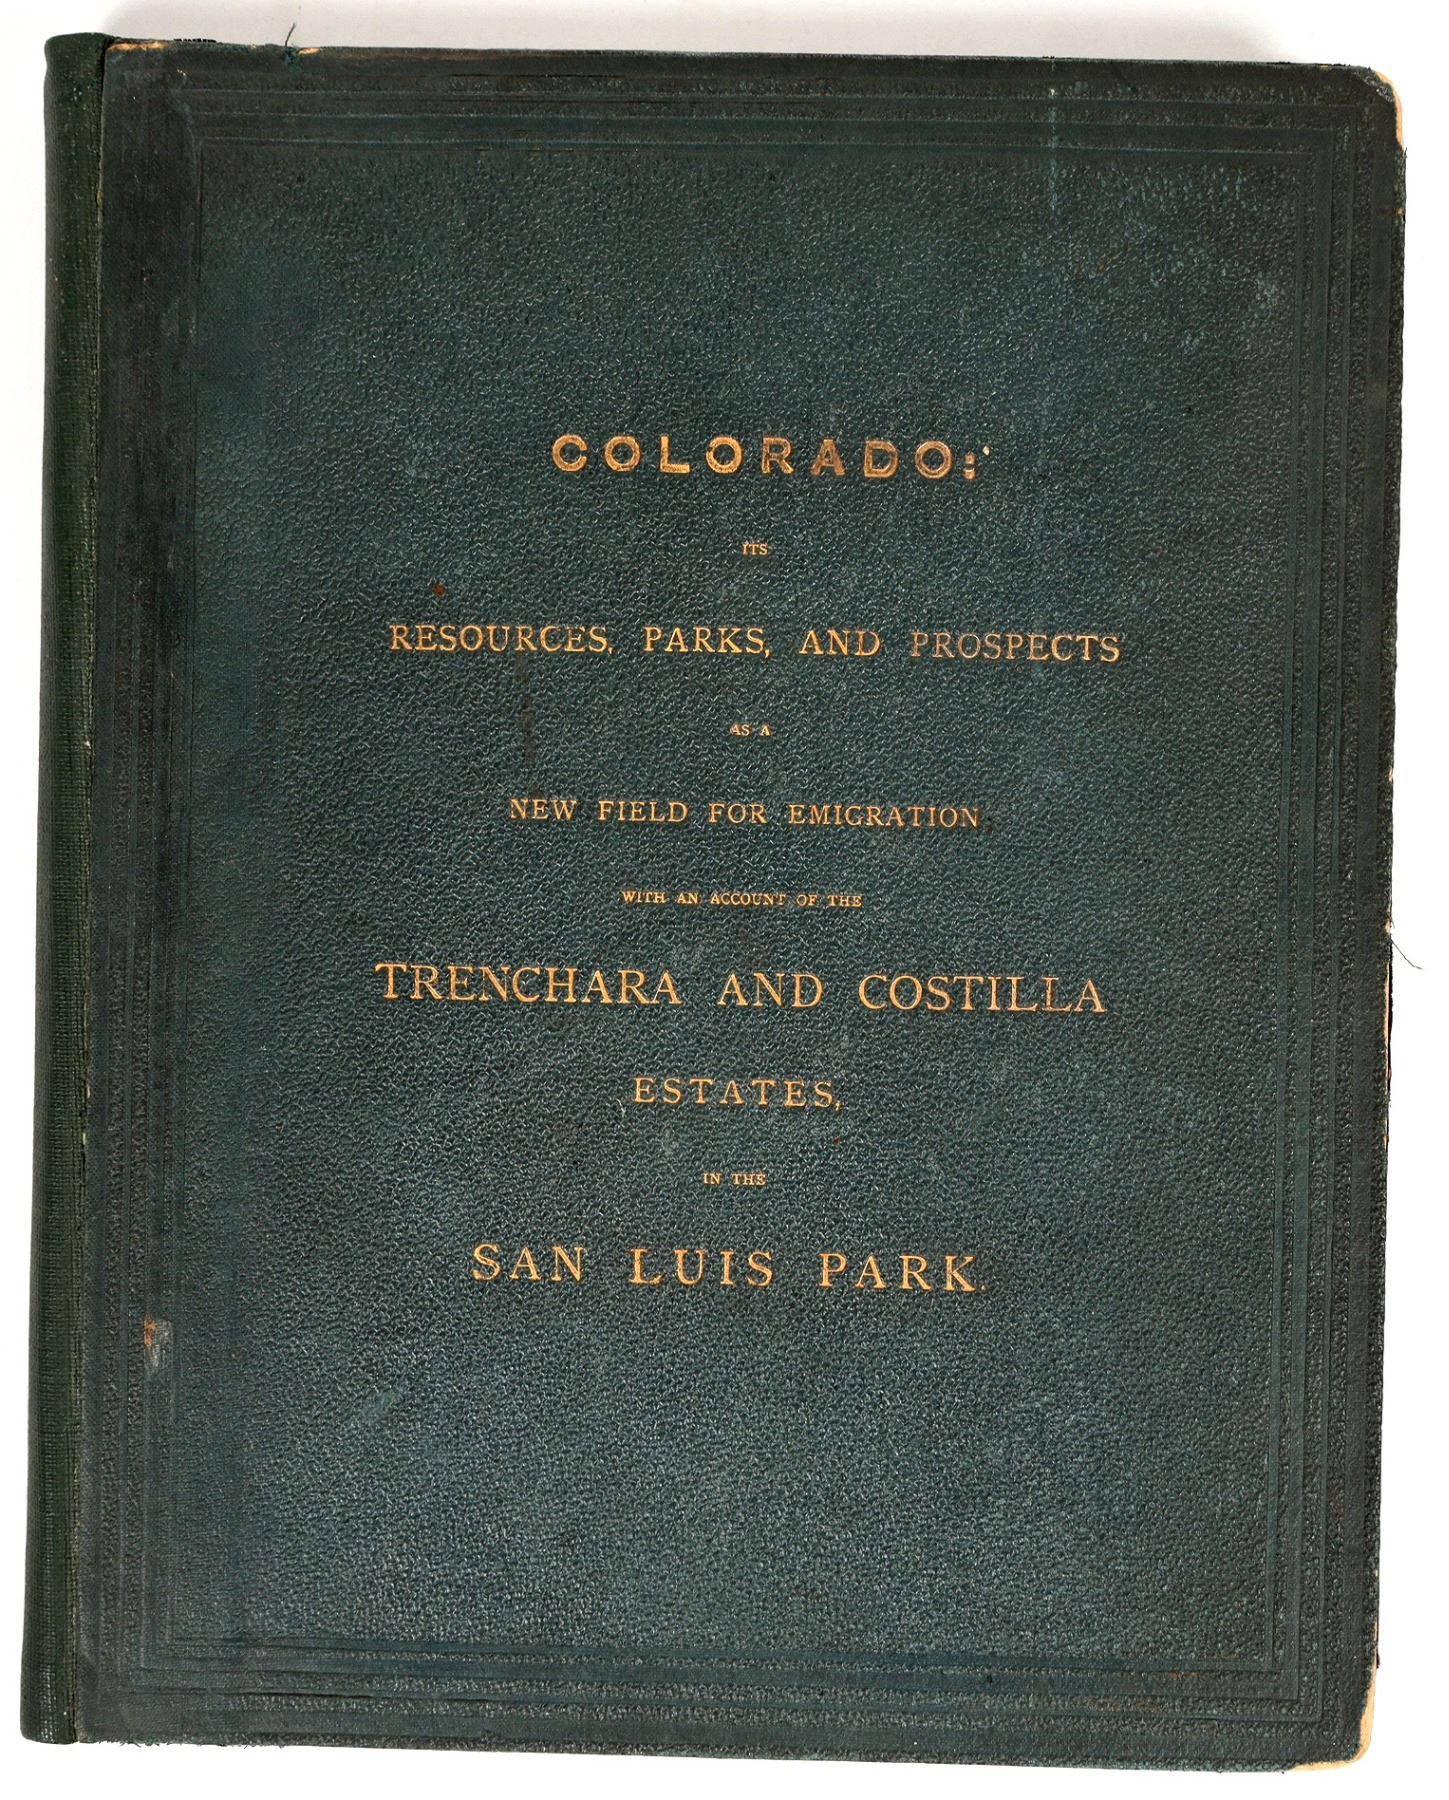 COLORADO:
ITS
RESOURCES, PARKS, AND PROSPECTS
AS A
NEW FIELD FOR EMIGRATION,
WITH AN ACCOUNT OF THE
TRENCHARA AND COSTILLA
ESTATES,
IN THE
SAN LUIS PARK.